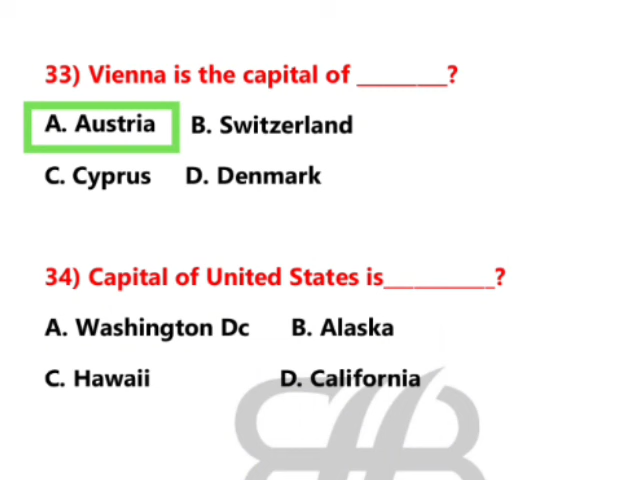 33) Vienna is the capital of ________?
A. Austria B. Switzerland
C. Cyprus D. Denmark
34) Capital of United States is__________?
A. Washington Dc B. Alaska
C. Hawaii D. California